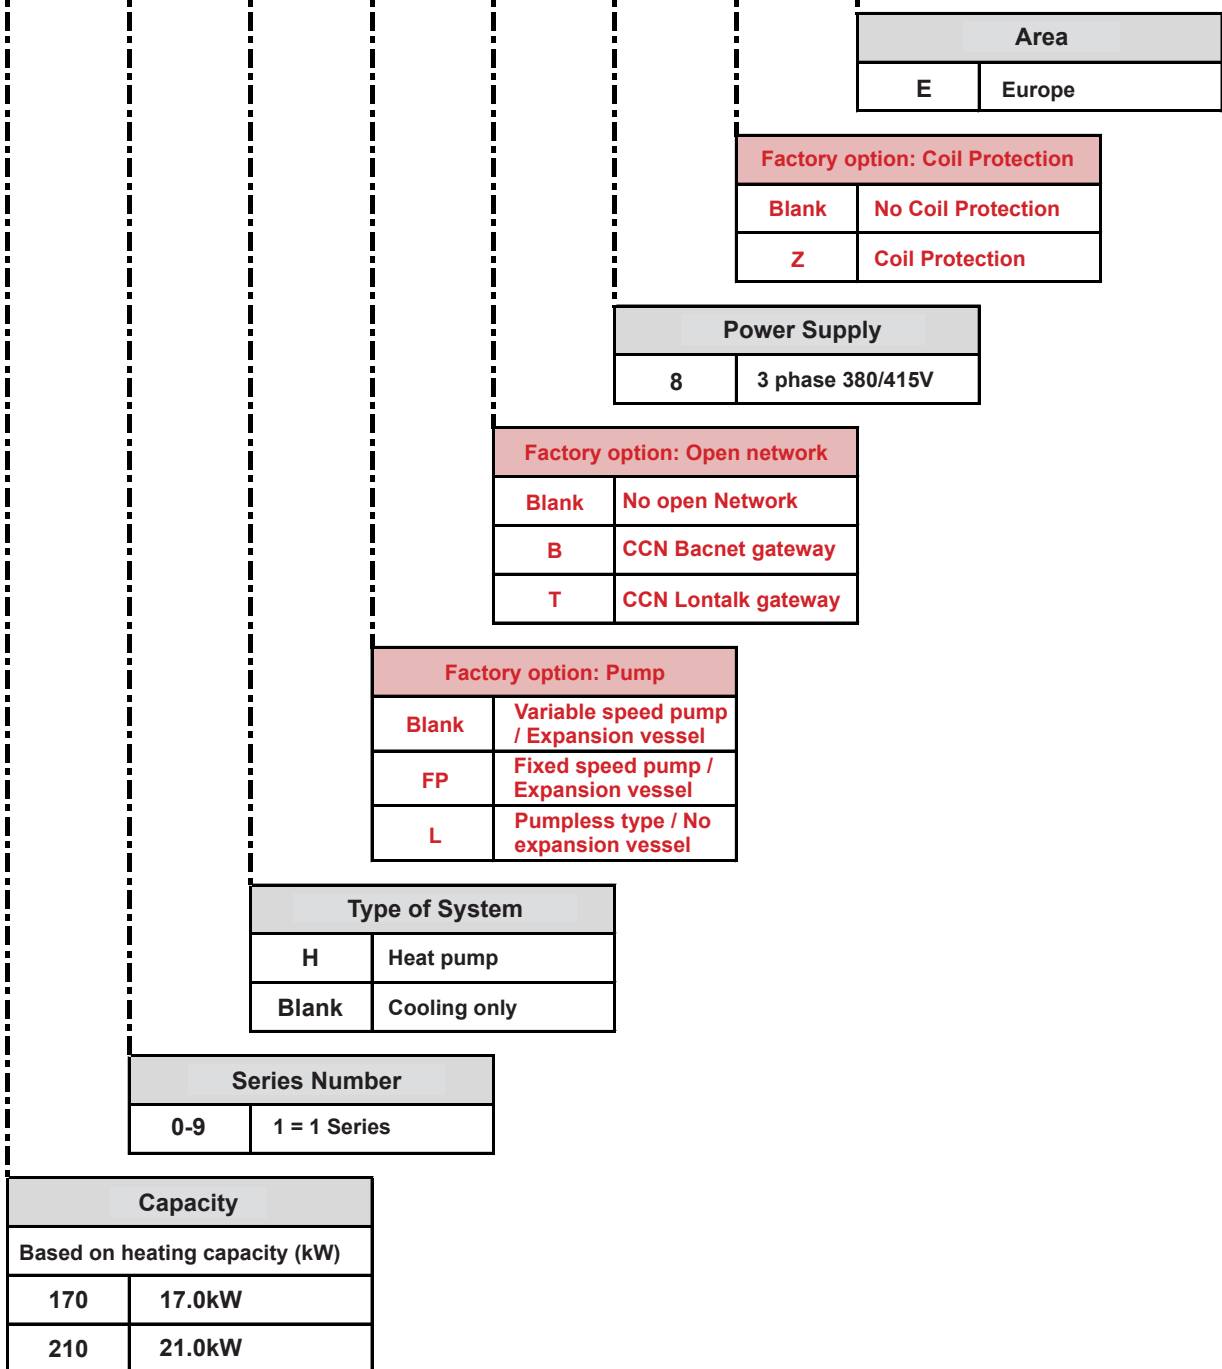 Area
E Europe
Factory option: Coil Protection
Blank No Coil Protection
Z Coil Protection
Power Supply
8 3 phase 380/415V
Factory option: Open network
Blank No open Network
B CCN Bacnet gateway
T CCN Lontalk gateway
Factory option: Pump
Blank Variable speed pump
/ Expansion vessel
FP Fixed speed pump /
Expansion vessel
L Pumpless type / No
expansion vessel
Type of System
H Heat pump
Blank Cooling only
Series Number
0-9 1 = 1 Series
Capacity
Based on heating capacity (kW)
170 17.0kW
210 21.0kW